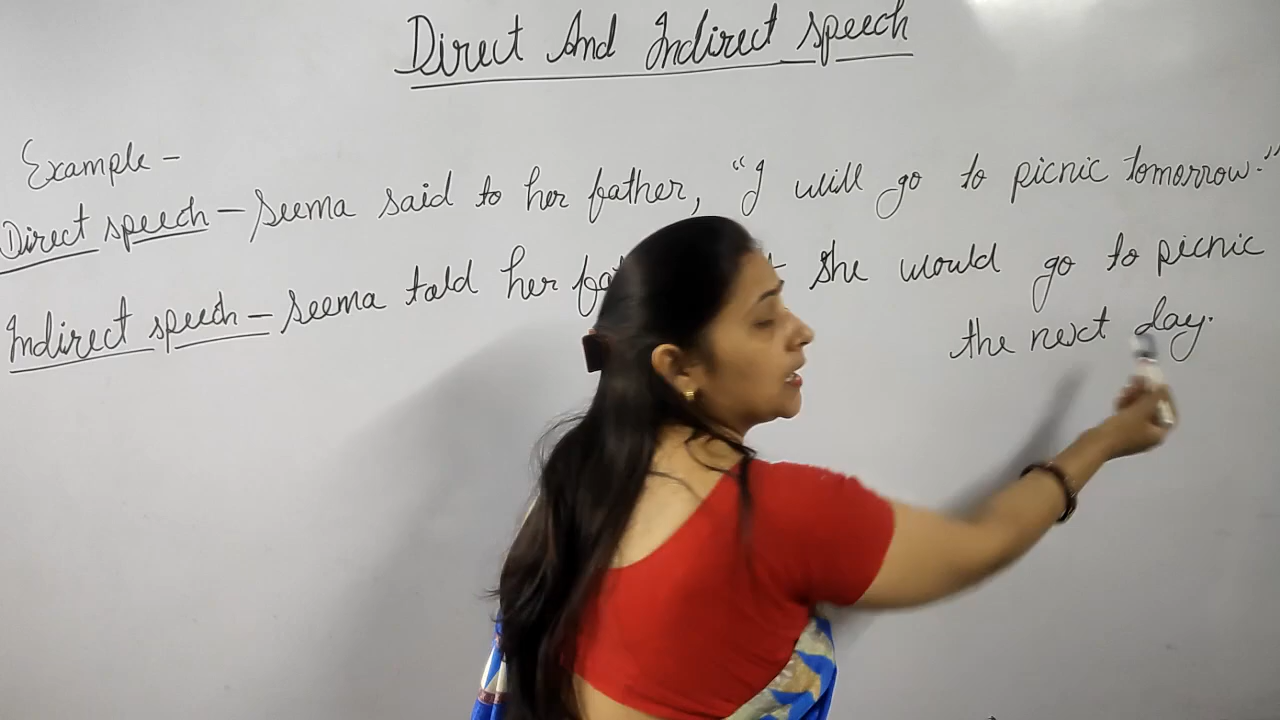 Direct And Indirect speech
Example -
Direct speech - Seema said to her father, "I will go to picnic tomorrow."
Indirect speech - Seema told her she would go to picnic
the next day.